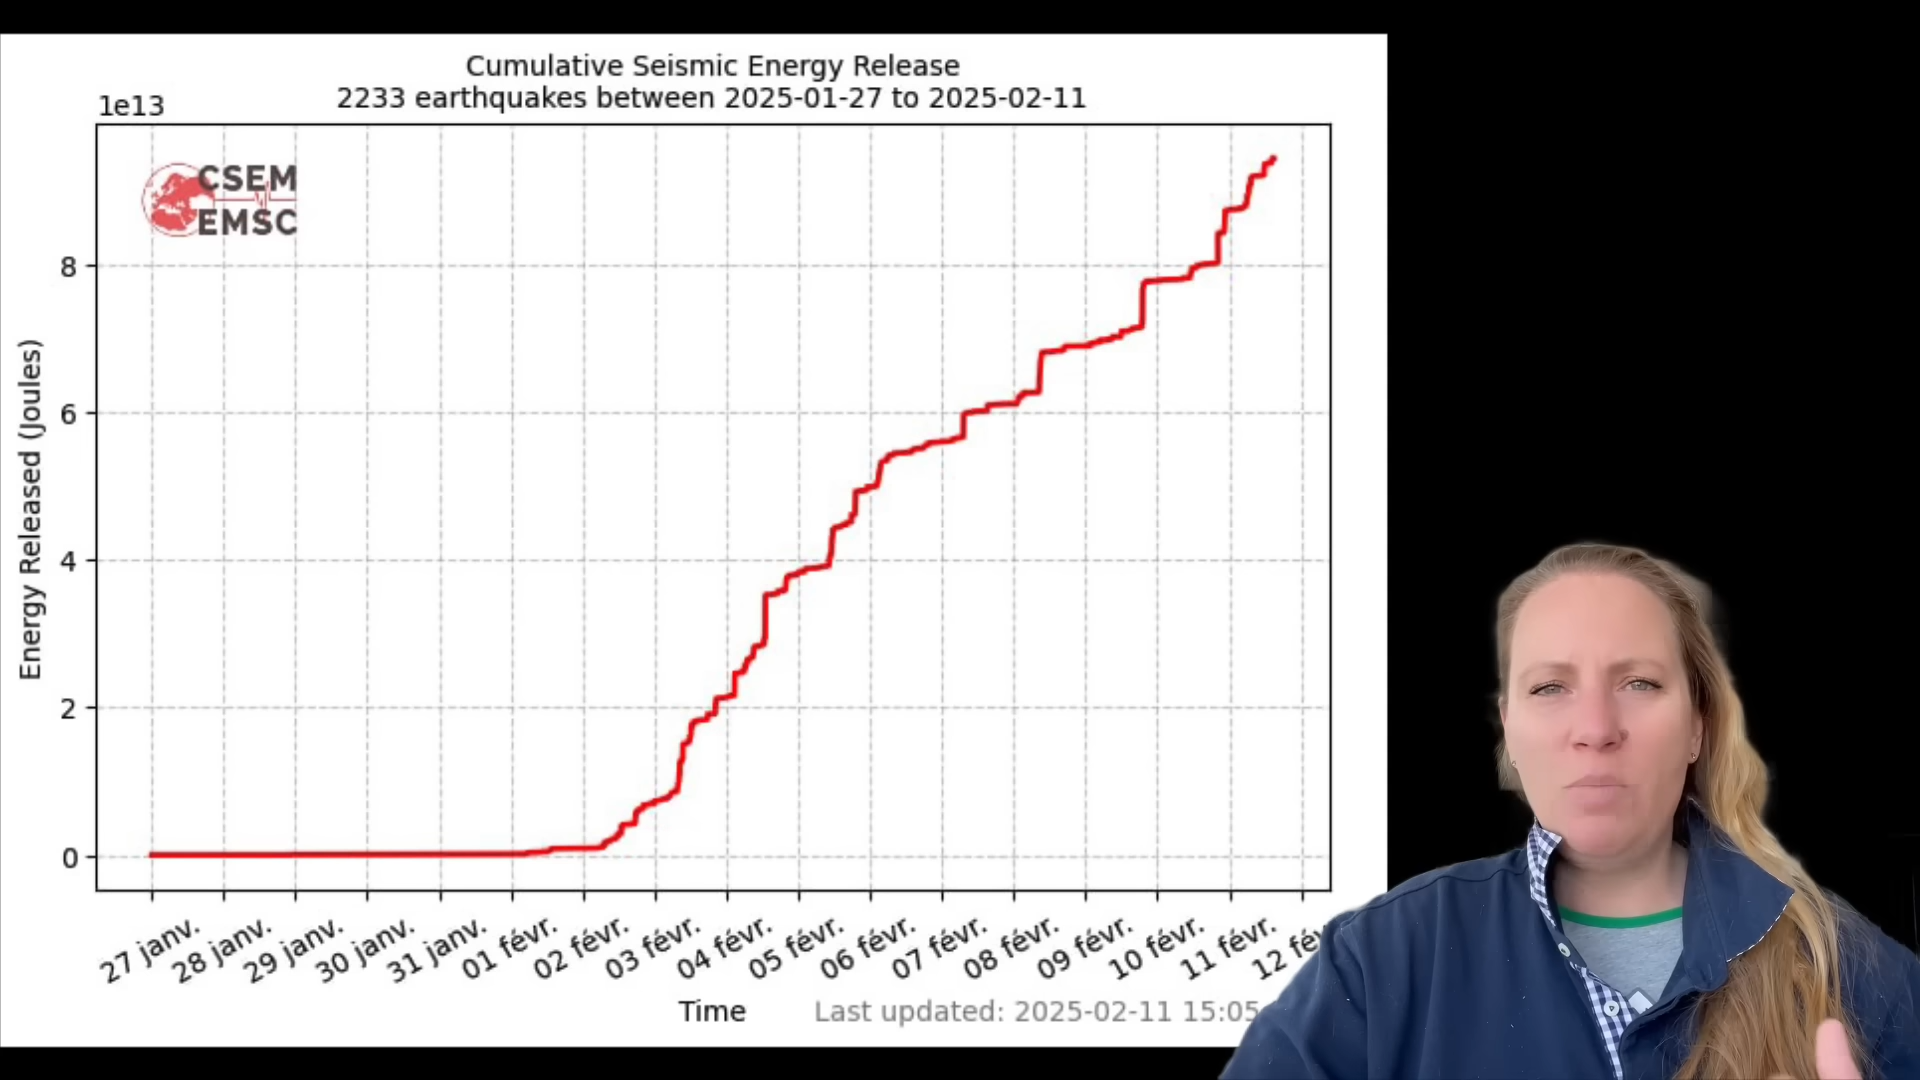 Cumulative Seismic Energy Release
2233 earthquakes between 2025-01-27 to 2025-02-11
1e13
CSEM
EMSC
8
6
4
2
0
Energy Released (Joules)
27 janv.
28 janv.
29 janv.
30 janv.
31 janv.
01 févr.
02 févr.
03 févr.
04 févr.
05 févr.
06 févr.
07 févr.
08 févr.
09 févr.
10 févr.
11 févr.
12 fév
Time
Last updated: 2025-02-11 15:05